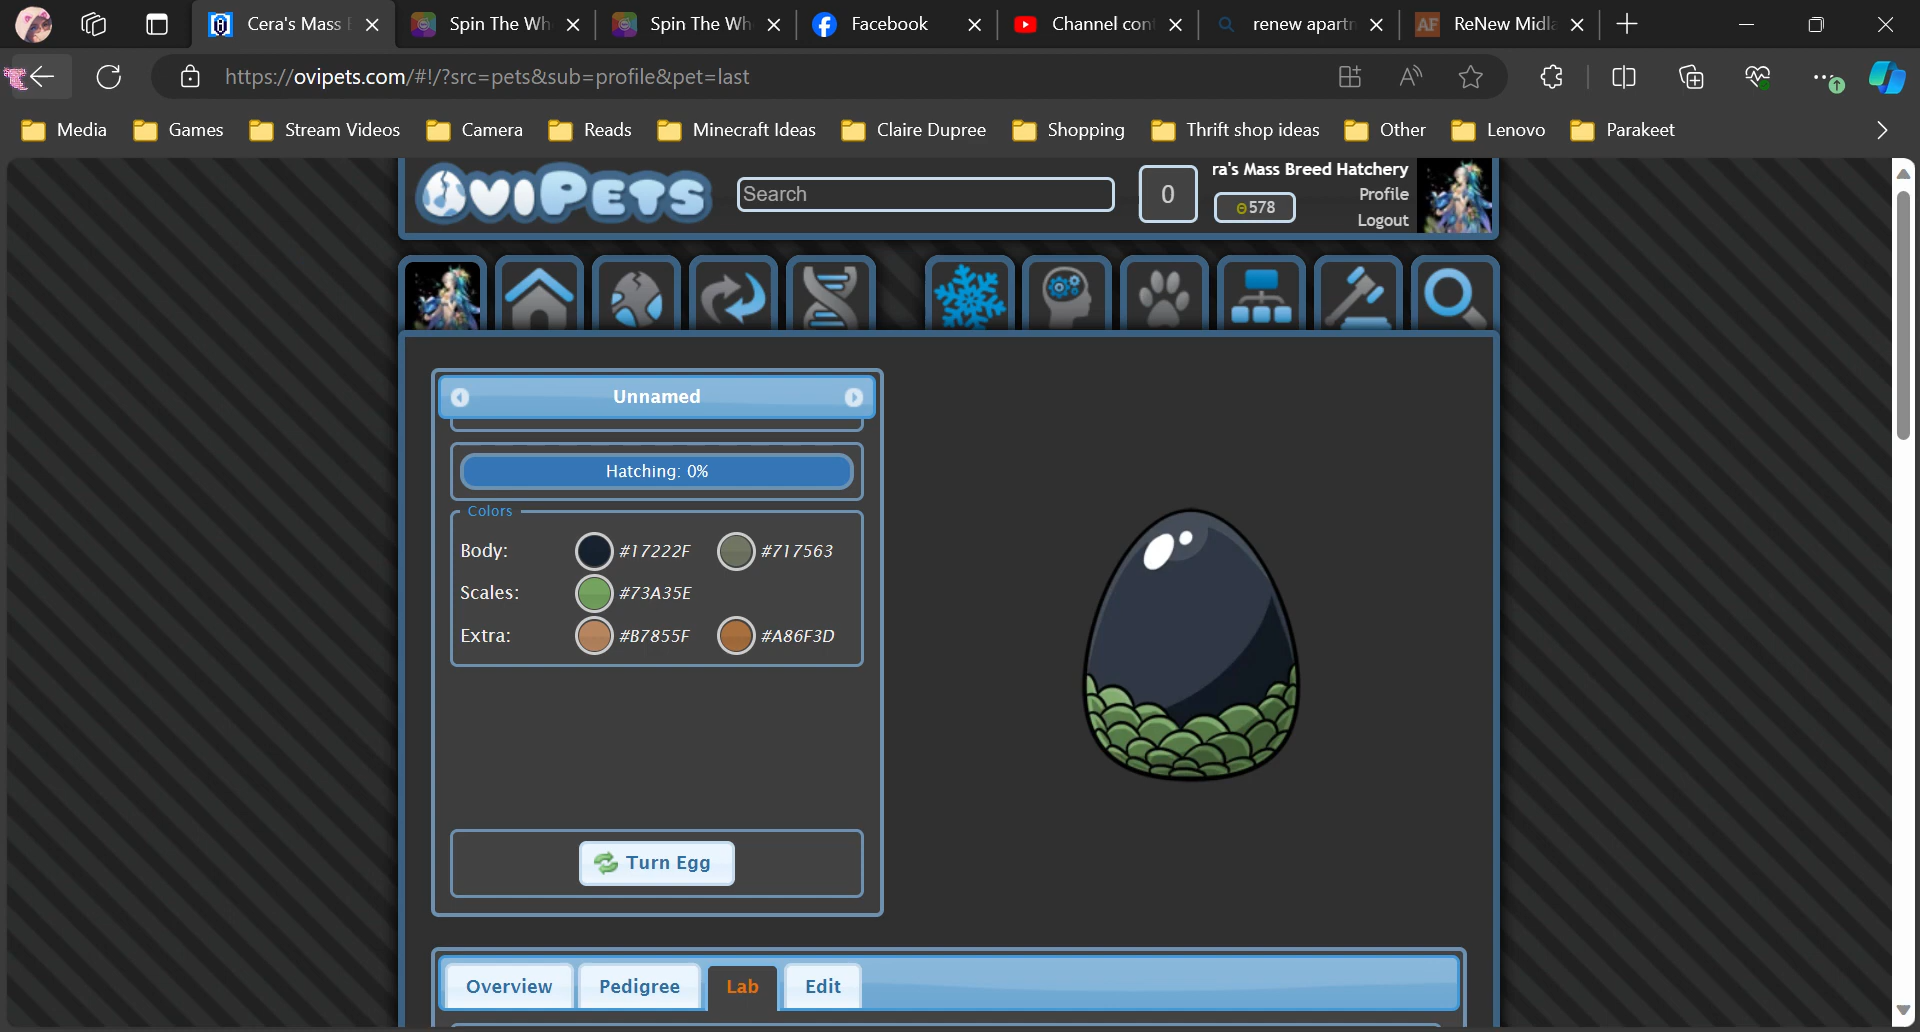 Cera's Mass
Spin The Wh
Spin The Wh
Facebook
Channel con
renew apartm
AF ReNew Midla
https://ovipets.com/#!/?src=pets&sub=profile&pet=last
Media
Games
Stream Videos
Camera
Reads
Minecraft Ideas
Claire Dupree
Shopping
Thrift shop ideas
Other
Lenovo
Parakeet
OviPets
Search
0
ra's Mass Breed Hatchery
578
Profile
Logout
Unnamed
Hatching: 0%
Colors
Body: #17222F #717563
Scales: #73A35E
Extra: #B7855F #A86F3D
Turn Egg
Overview Pedigree Lab Edit